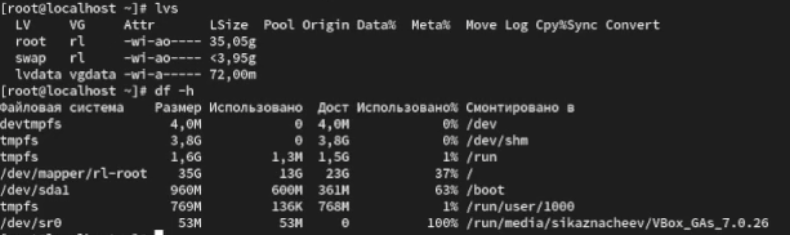 [root@localhost ~]# lvs
  LV     VG     Attr       LSize  Pool Origin Data%  Meta%  Move Log Cpy%Sync Convert
  root   rl     -wi-ao---- 35,05g
  swap   rl     -wi-ao---- <3,95g
  lvdata vgdata -wi-a----- 72,00m
[root@localhost ~]# df -h
Файловая система    Размер Использовано  Дост Использовано% Смонтировано в
devtmpfs              4,0M            0  4,0M            0% /dev
tmpfs                 3,8G            0  3,8G            0% /dev/shm
tmpfs                 1,6G         1,3M  1,5G            1% /run
/dev/mapper/rl-root    35G          13G   23G           37% /
/dev/sda1             960M         600M  361M           63% /boot
tmpfs                 769M         136K  768M            1% /run/user/1000
/dev/sr0               53M          53M     0          100% /run/media/sikaznacheev/VBox_GAs_7.0.26